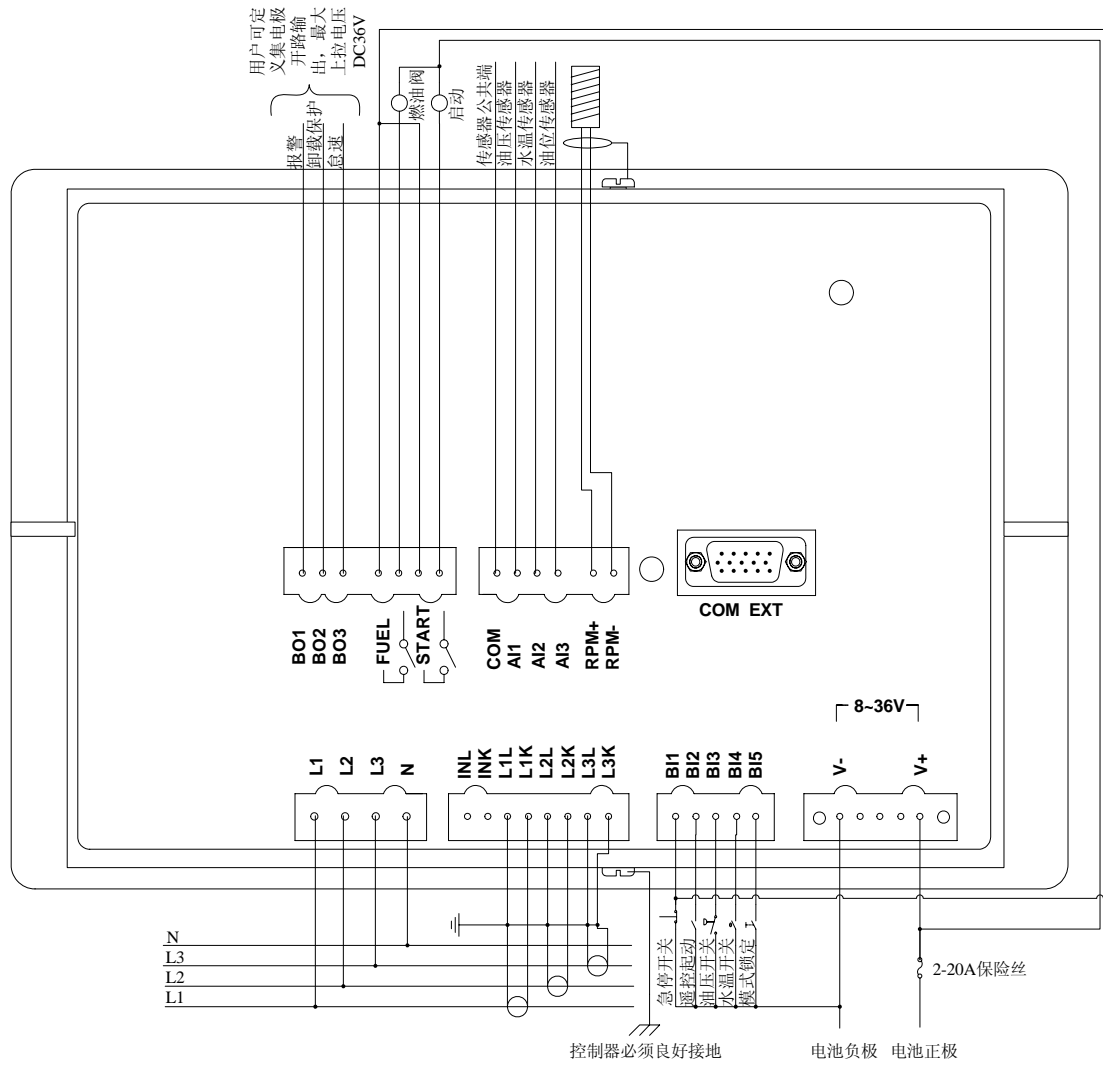 用户可定
义集电极
开路输
出，最大
上拉电压
DC36V
报警
卸载保护
怠速
燃油阀
启动
传感器公共端
油压传感器
水温传感器
油位传感器
BO1
BO2
BO3
FUEL
START
COM
AI1
AI2
AI3
RPM+
RPM-
COM EXT
8~36V
L1
L2
L3
N
INL
INK
L1L
L1K
L2L
L2K
L3L
L3K
BI1
BI2
BI3
BI4
BI5
V-
V+
N
L3
L2
L1
急停开关
遥控起动
油压开关
水温开关
模式锁定
2-20A保险丝
控制器必须良好接地
电池负极
电池正极